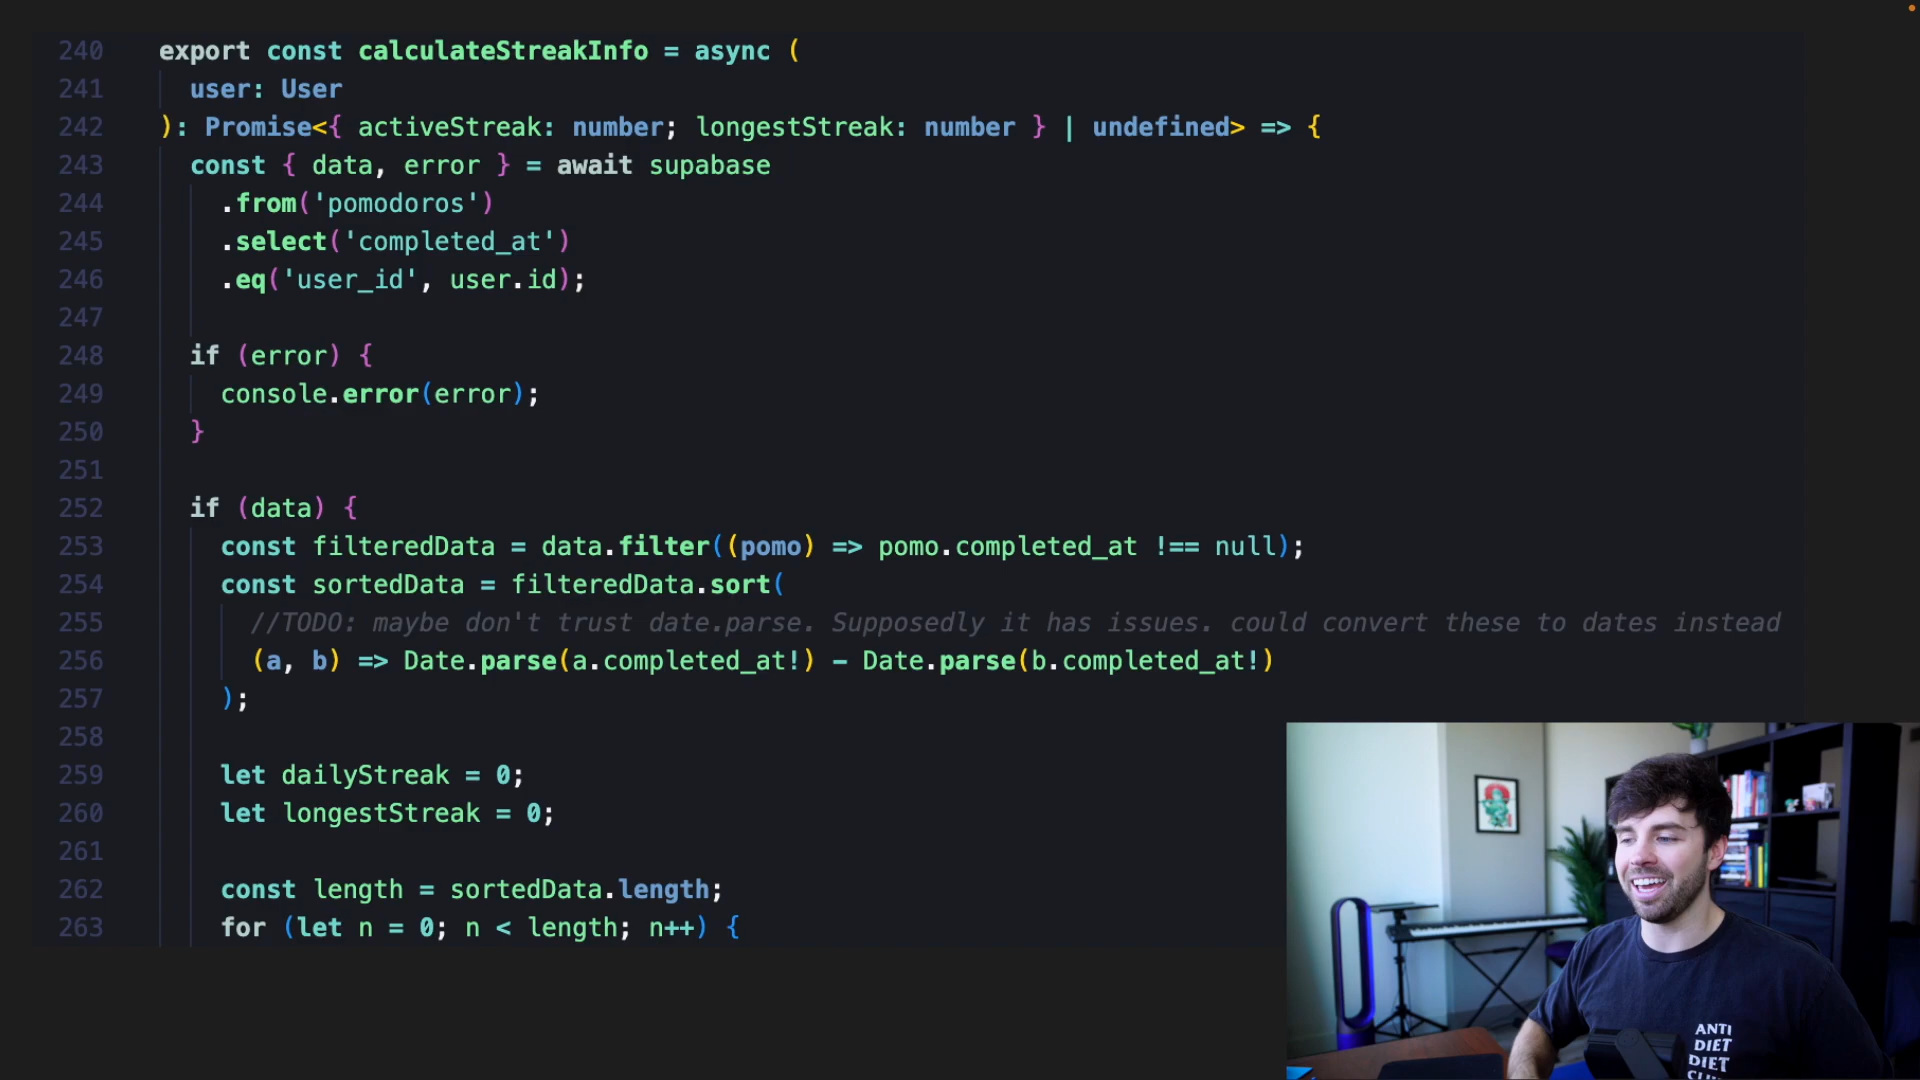 240 export const calculateStreakInfo = async (
241 user: User
242 ): Promise<{ activeStreak: number; longestStreak: number } | undefined> => {
243 const { data, error } = await supabase
244 .from('pomodoros')
245 .select('completed_at')
246 .eq('user_id', user.id);
247
248 if (error) {
249 console.error(error);
250 }
251
252 if (data) {
253 const filteredData = data.filter((pomo) => pomo.completed_at !== null);
254 const sortedData = filteredData.sort(
255 //TODO: maybe don't trust date.parse. Supposedly it has issues. could convert these to dates instead
256 (a, b) => Date.parse(a.completed_at!) - Date.parse(b.completed_at!)
257 );
258
259 let dailyStreak = 0;
260 let longestStreak = 0;
261
262 const length = sortedData.length;
263 for (let n = 0; n < length; n++) {
ANTI
DIET
DIET